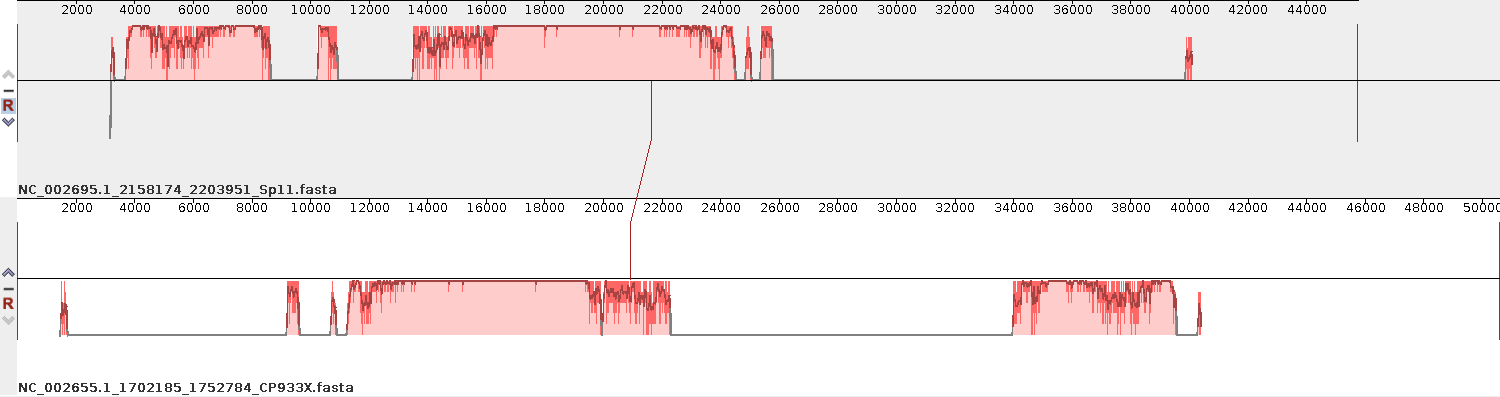 2000 4000 6000 8000 10000 12000 14000 16000 18000 20000 22000 24000 26000 28000 30000 32000 34000 36000 38000 40000 42000 44000
R
NC_002695.1_2158174_2203951_Sp11.fasta
2000 4000 6000 8000 10000 12000 14000 16000 18000 20000 22000 24000 26000 28000 30000 32000 34000 36000 38000 40000 42000 44000 46000 48000 50000
R
NC_002655.1_1702185_1752784_CP933X.fasta